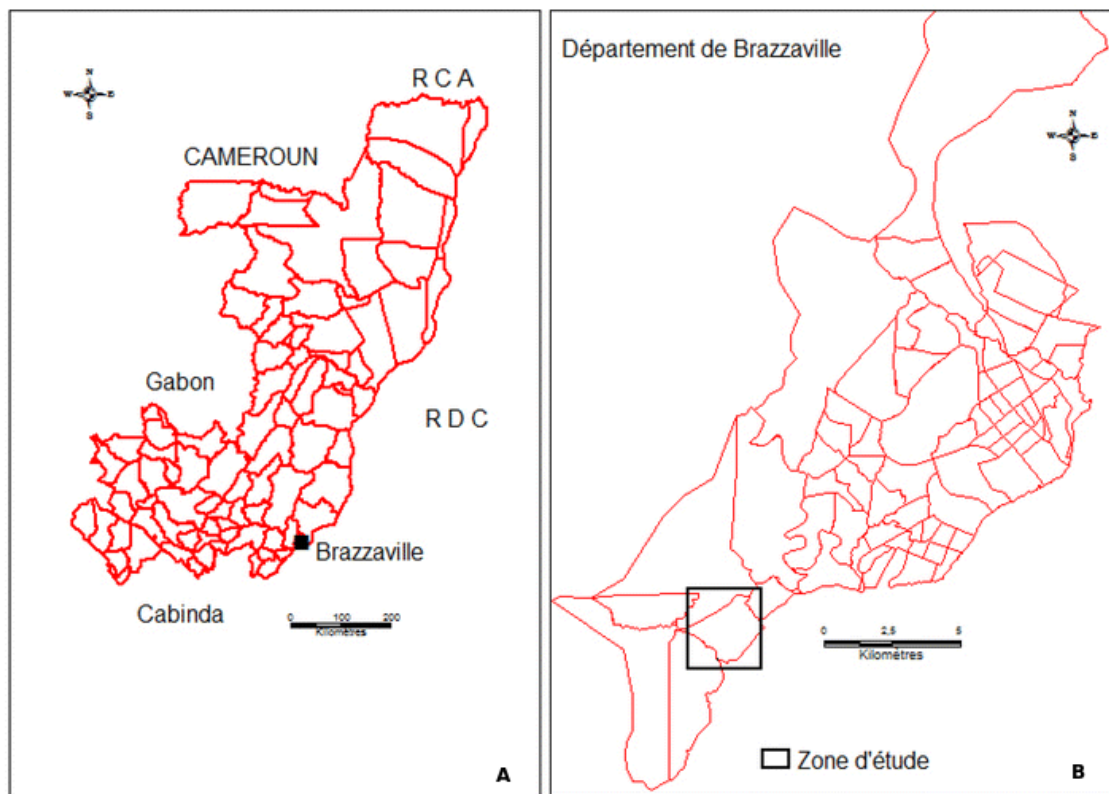 N
W E
S
R C A
CAMEROUN
Gabon
R D C
Brazzaville
Cabinda
0 100 200
Kilomètres
A
Département de Brazzaville
N
W E
S
0 2,5 5
Kilomètres
Zone d'étude
B